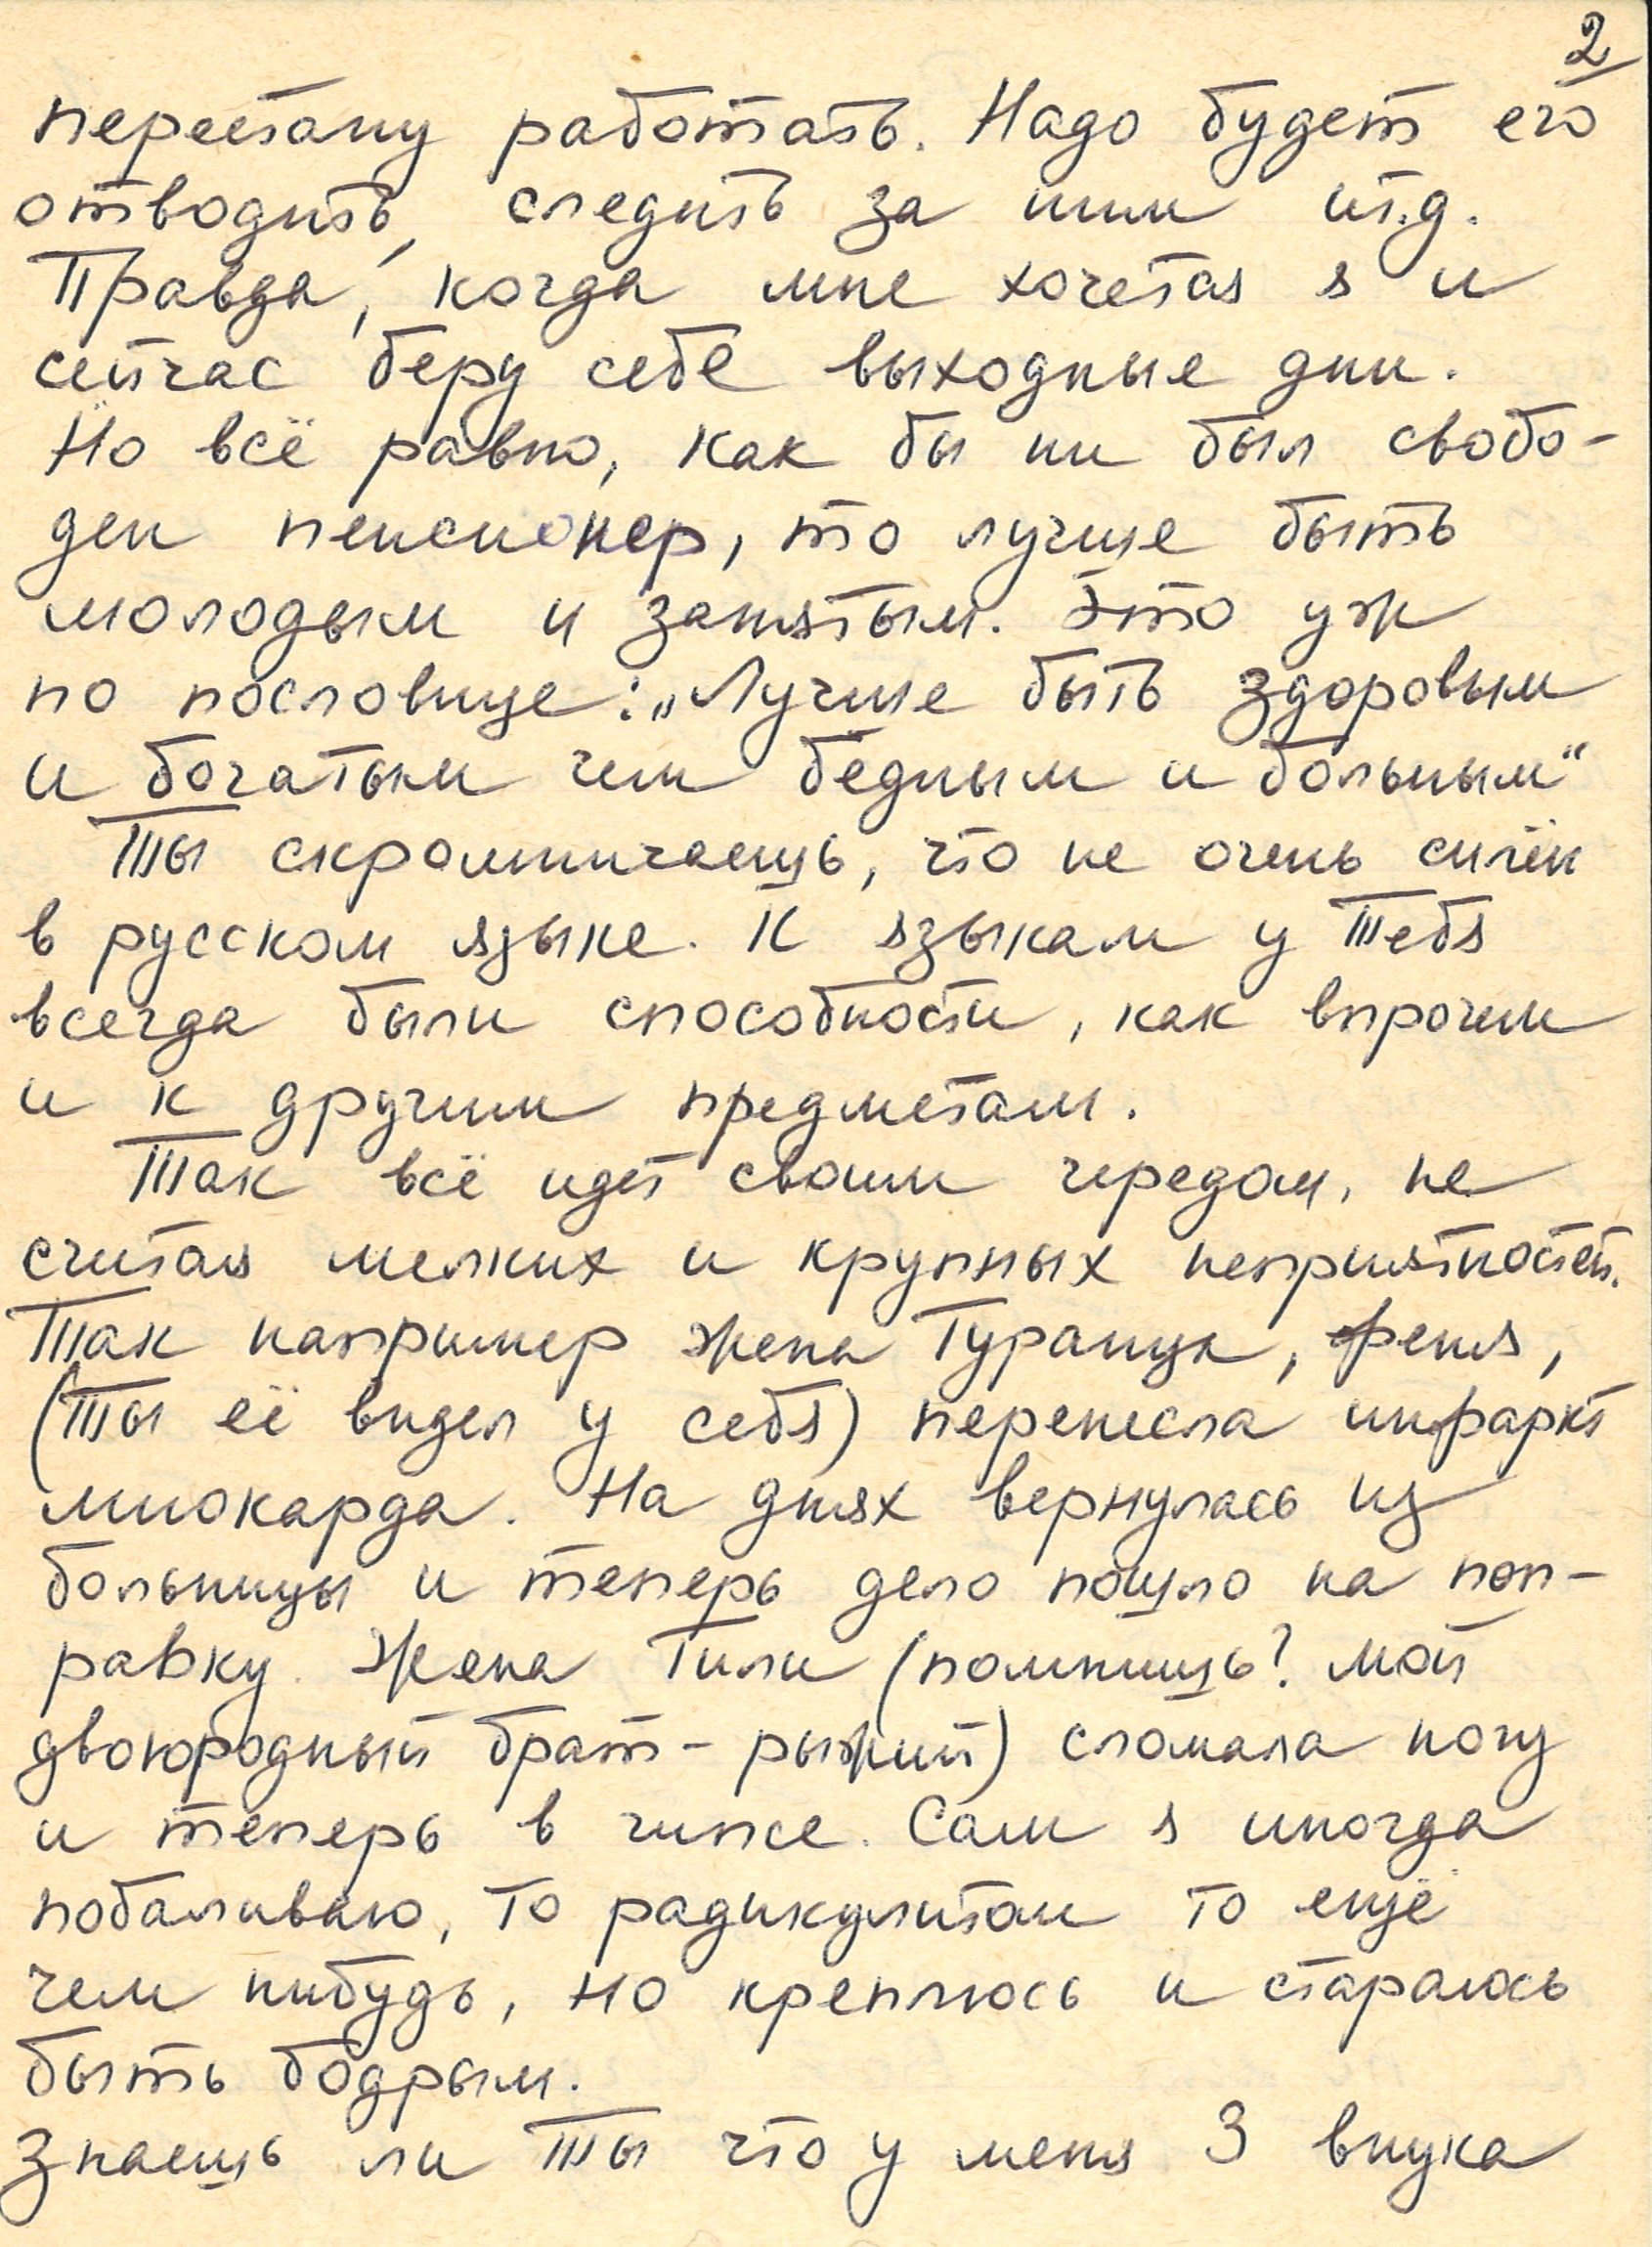 2
перестану работать. Надо будет его
отводить, следить за ним и т.д.
Правда, когда мне хочется я и
сейчас беру себе выходные дни.
Но всё равно, как бы ни был свобо-
ден пенсионер, то лучше быть
молодым и занятым. Это уж
по пословице: „Лучше быть здоровым
и богатым чем бедным и больным“
Ты скромничаешь, что не очень силён
в русском языке. К языкам у Тебя
всегда были способности, как впрочем
и к другим предметам.
Так всё идет своим чередом, не
считая мелких и крупных неприятностей.
Так например жена Туранца, Феня,
(Ты её видел у себя) перенесла инфаркт
миокарда. На днях вернулась из
больницы и теперь дело пошло на поп-
равку. Жена Тили (помнишь? мой
двоюродный брат - рыжий) сломала ногу
и теперь в гипсе. Сам я иногда
побаливаю, то радикулитом то ещё
чем нибудь, но креплюсь и стараюсь
быть бодрым.
Знаешь ли Ты что у меня 3 внука